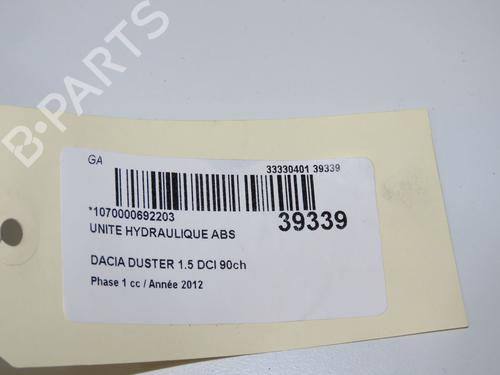 B-PARTS
GA
33330401 39339
*1070000692203
39339
UNITE HYDRAULIQUE ABS
DACIA DUSTER 1.5 DCI 90ch
Phase 1 cc / Année 2012